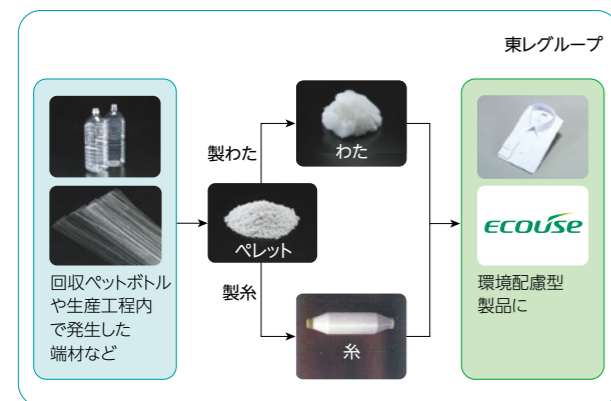 東レグループ
製わた
わた
ペレット
製糸
糸
回収ペットボトル
や生産工程内
で発生した
端材など
ECOUSE
環境配慮型
製品に